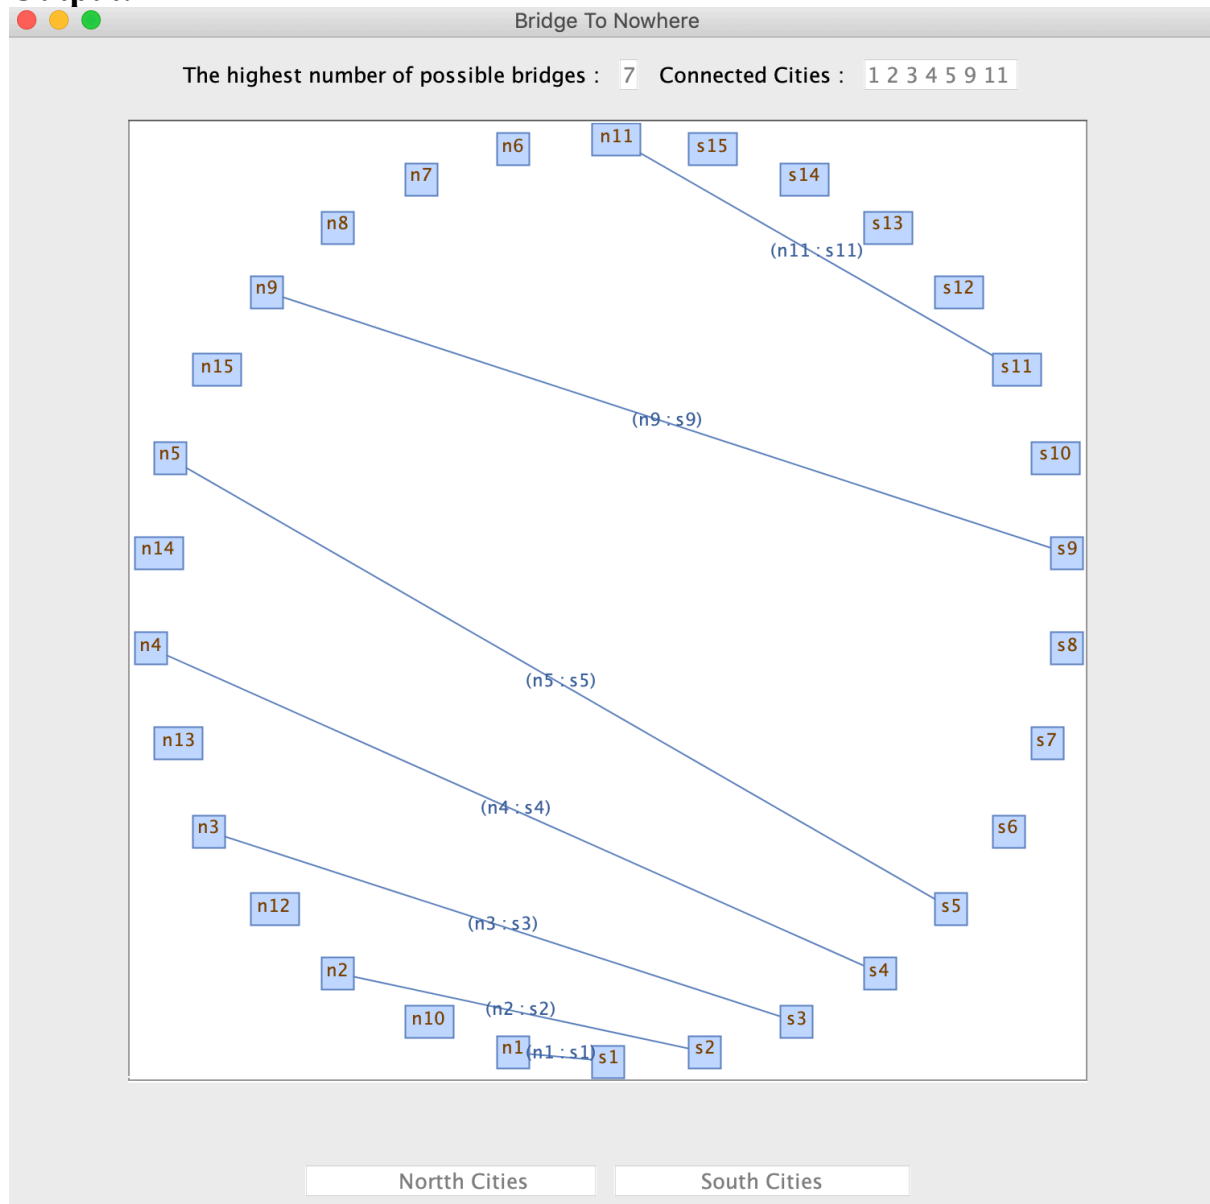 Bridge To Nowhere
The highest number of possible bridges : 7 Connected Cities : 1 2 3 4 5 9 11
n11
n6 s15
n7 s14
n8 s13
(n11 : s11)
n9 s12
n15 s11
(n9 : s9)
n5 s10
n14 s9
n4 s8
(n5 : s5)
n13 s7
(n4 : s4)
n3 s6
n12 s5
(n3 : s3)
n2 s4
(n2 : s2)
n10 s3
n1 (n1 : s1) s1 s2
Nortth Cities South Cities